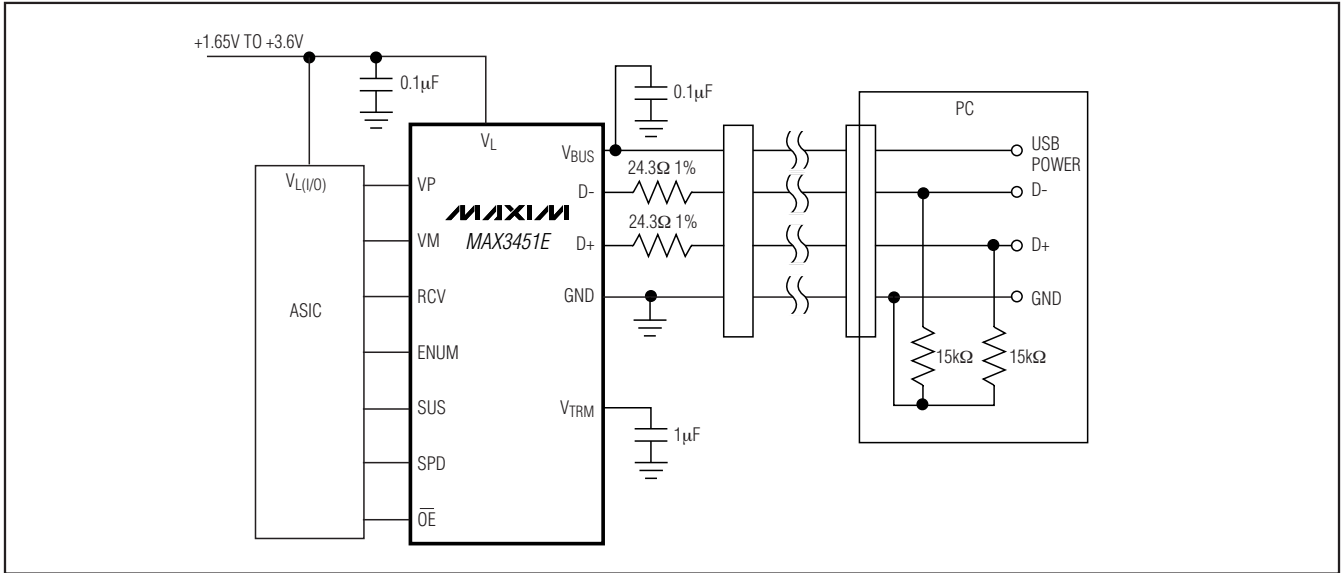 +1.65V TO +3.6V
0.1µF
0.1µF
PC
VL
VBUS
USB
POWER
24.3Ω 1%
VL(I/O)
VP
D-
D-
MAXIM
24.3Ω 1%
VM
MAX3451E
D+
D+
RCV
GND
GND
ASIC
ENUM
15kΩ
15kΩ
SUS
VTRM
1µF
SPD
OE